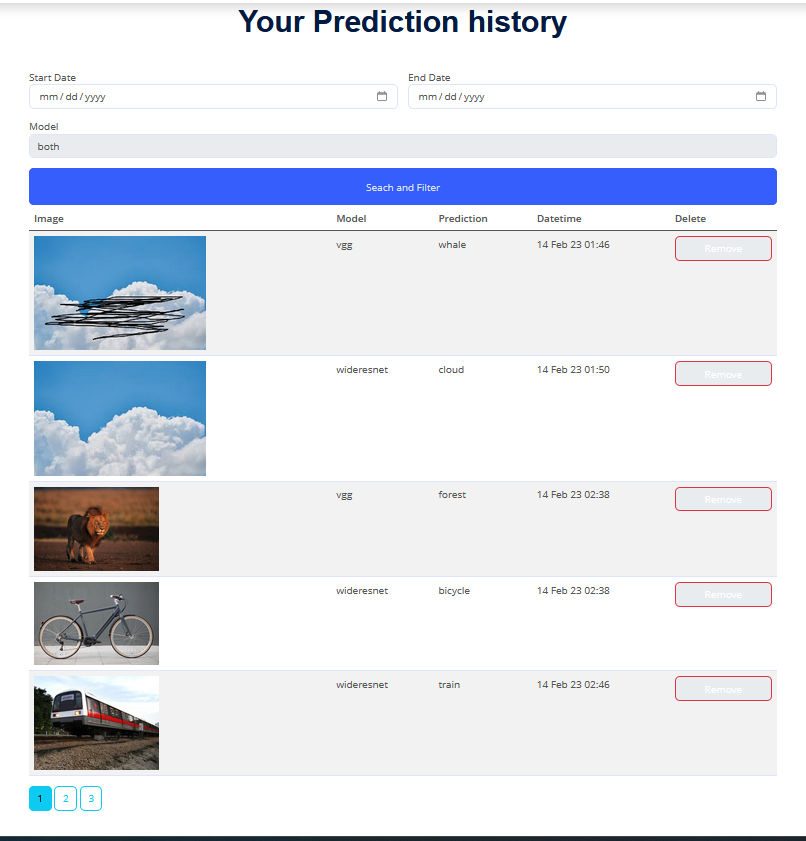 Your Prediction history
Start Date End Date
mm/dd/yyyy mm/dd/yyyy
Model
both
Seach and Filter
Image Model Prediction Datetime Delete
vgg whale 14 Feb 23 01:46 Remove
wideresnet cloud 14 Feb 23 01:50 Remove
vgg forest 14 Feb 23 02:38 Remove
wideresnet bicycle 14 Feb 23 02:38 Remove
wideresnet train 14 Feb 23 02:46 Remove
1 2 3